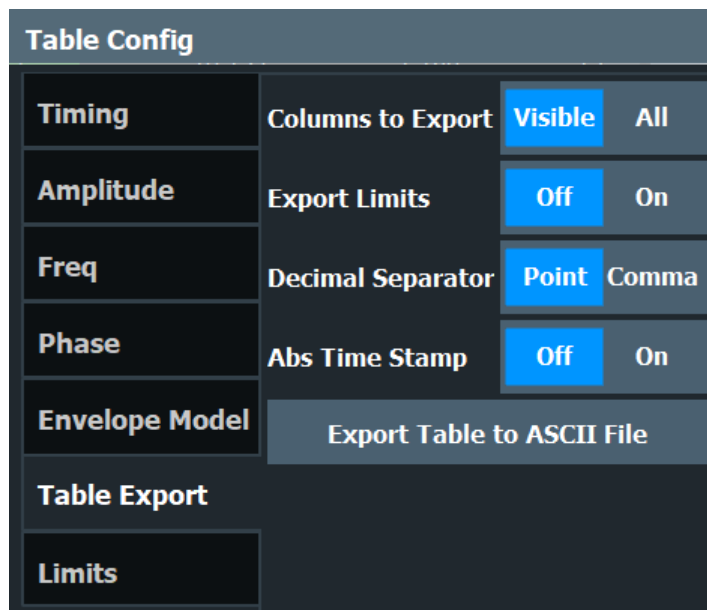 Table Config
Timing
Amplitude
Freq
Phase
Envelope Model
Table Export
Limits
Columns to Export Visible All
Export Limits Off On
Decimal Separator Point Comma
Abs Time Stamp Off On
Export Table to ASCII File